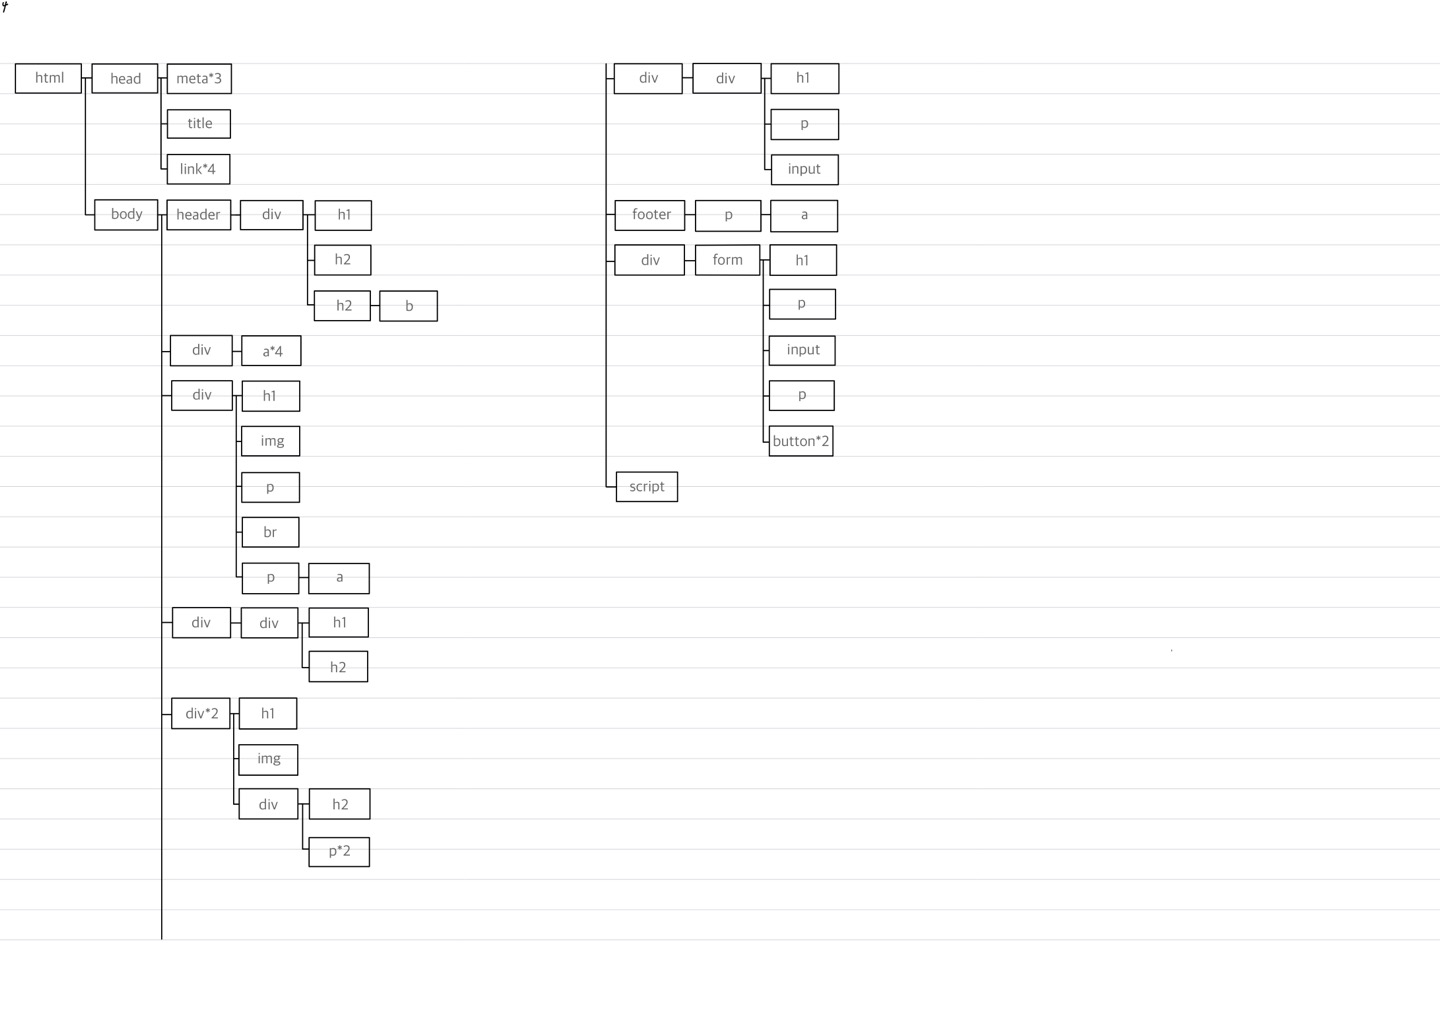 4
html head meta*3
title
link*4
body header div h1
h2
h2 b
div a*4
div h1
img
p
br
p a
div div h1
h2
div*2 h1
img
div h2
p*2
div div h1
p
input
footer p a
div form h1
p
input
p
button*2
script